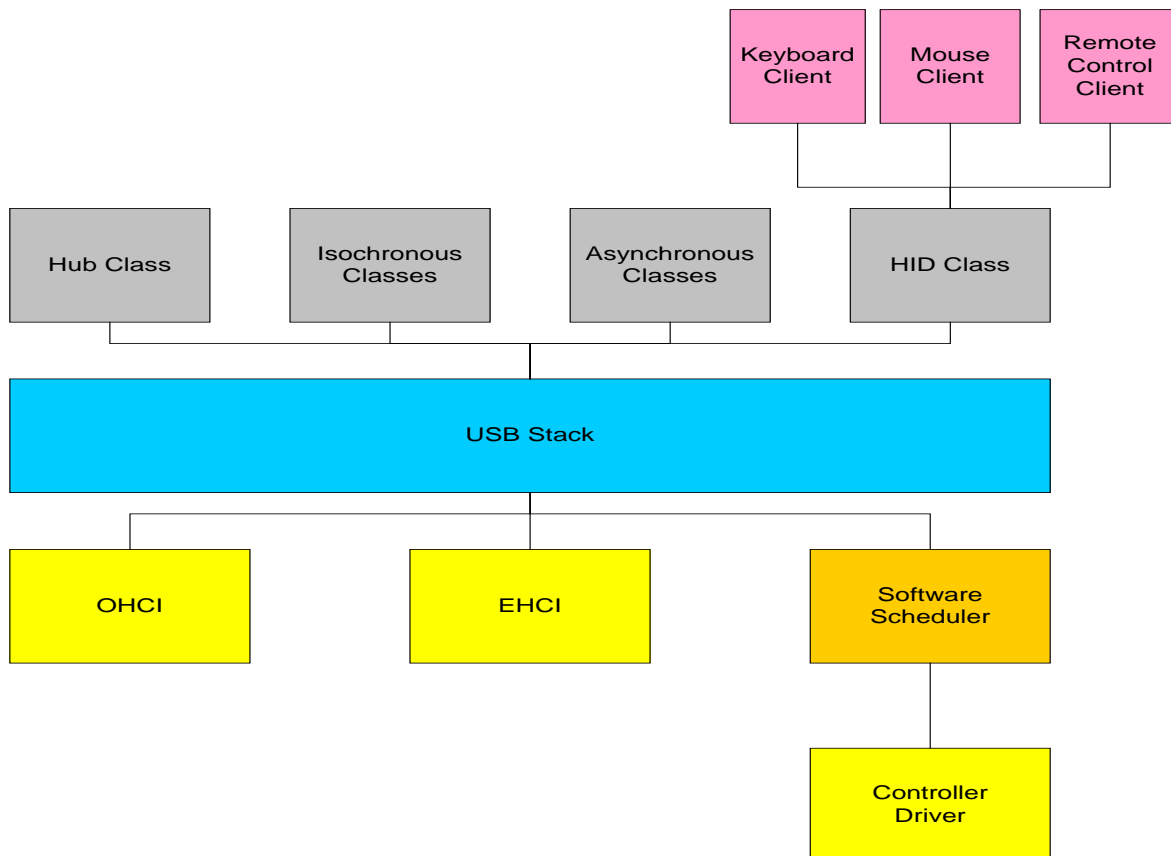 Keyboard
Client
Mouse
Client
Remote
Control
Client
Hub Class
Isochronous
Classes
Asynchronous
Classes
HID Class
USB Stack
OHCI
EHCI
Software
Scheduler
Controller
Driver